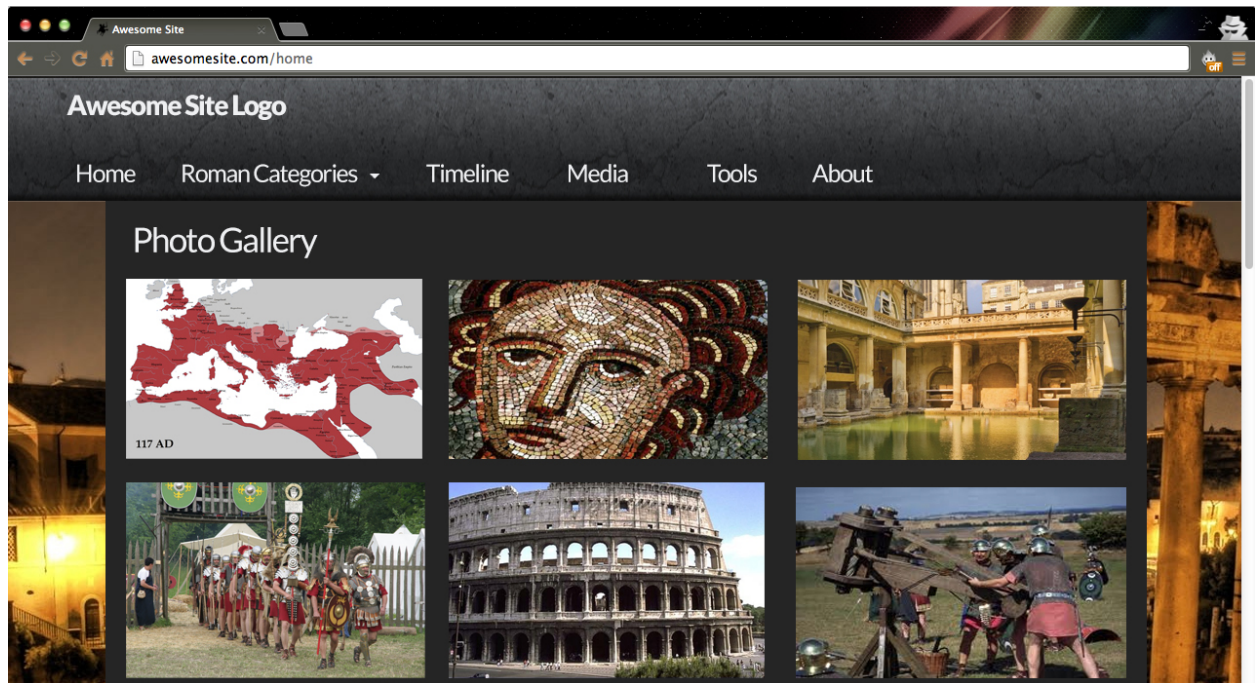 Awesome Site
awesomesite.com/home
off
Awesome Site Logo
Home Roman Categories Timeline Media Tools About
Photo Gallery
117 AD